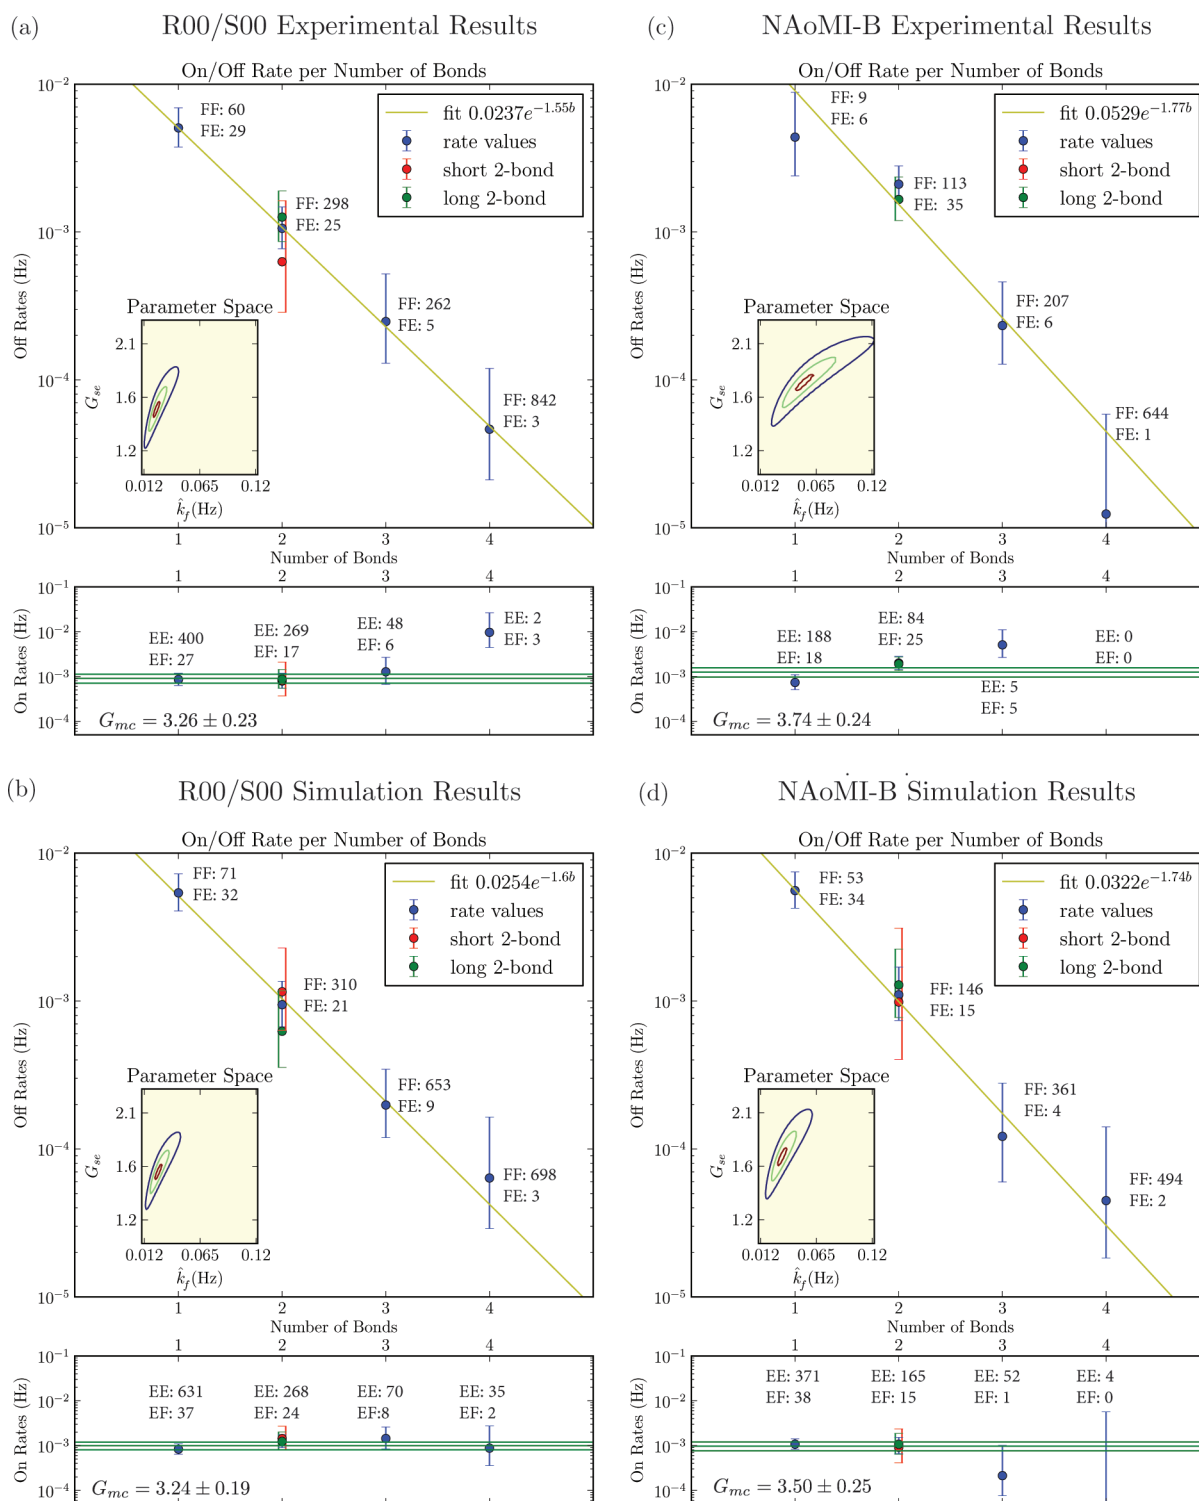 (a) R00/S00 Experimental Results
On/Off Rate per Number of Bonds
10⁻²
10⁻³
10⁻⁴
10⁻⁵
Off Rates (Hz)
fit 0.0237e^{−1.55b}
rate values
short 2-bond
long 2-bond
FF: 60
FE: 29
FF: 298
FE: 25
FF: 262
FE: 5
FF: 842
FE: 3
Parameter Space
2.1
1.6
1.2
G_{se}
0.012 0.065 0.12
k̂_f(Hz)
1 2 3 4
Number of Bonds
1 2 3 4
10⁻¹
10⁻²
10⁻³
10⁻⁴
On Rates (Hz)
EE: 400
EF: 27
EE: 269
EF: 17
EE: 48
EF: 6
EE: 2
EF: 3
G_{mc} = 3.26 ± 0.23
(c) NAoMI-B Experimental Results
On/Off Rate per Number of Bonds
10⁻²
10⁻³
10⁻⁴
10⁻⁵
Off Rates (Hz)
fit 0.0529e^{−1.77b}
rate values
short 2-bond
long 2-bond
FF: 9
FE: 6
FF: 113
FE: 35
FF: 207
FE: 6
FF: 644
FE: 1
Parameter Space
2.1
1.6
1.2
G_{se}
0.012 0.065 0.12
k̂_f(Hz)
1 2 3 4
Number of Bonds
1 2 3 4
10⁻¹
10⁻²
10⁻³
10⁻⁴
On Rates (Hz)
EE: 188
EF: 18
EE: 84
EF: 25
EE: 5
EF: 5
EE: 0
EF: 0
G_{mc} = 3.74 ± 0.24
(b) R00/S00 Simulation Results
On/Off Rate per Number of Bonds
10⁻²
10⁻³
10⁻⁴
10⁻⁵
Off Rates (Hz)
fit 0.0254e^{−1.6b}
rate values
short 2-bond
long 2-bond
FF: 71
FE: 32
FF: 310
FE: 21
FF: 653
FE: 9
FF: 698
FE: 3
Parameter Space
2.1
1.6
1.2
G_{se}
0.012 0.065 0.12
k̂_f(Hz)
1 2 3 4
Number of Bonds
1 2 3 4
10⁻¹
10⁻²
10⁻³
10⁻⁴
On Rates (Hz)
EE: 631
EF: 37
EE: 268
EF: 24
EE: 70
EF:8
EE: 35
EF: 2
G_{mc} = 3.24 ± 0.19
(d) NAoMI-B Simulation Results
On/Off Rate per Number of Bonds
10⁻²
10⁻³
10⁻⁴
10⁻⁵
Off Rates (Hz)
fit 0.0322e^{−1.74b}
rate values
short 2-bond
long 2-bond
FF: 53
FE: 34
FF: 146
FE: 15
FF: 361
FE: 4
FF: 494
FE: 2
Parameter Space
2.1
1.6
1.2
G_{se}
0.012 0.065 0.12
k̂_f(Hz)
1 2 3 4
Number of Bonds
1 2 3 4
10⁻¹
10⁻²
10⁻³
10⁻⁴
On Rates (Hz)
EE: 371
EF: 38
EE: 165
EF: 15
EE: 52
EF: 1
EE: 4
EF: 0
G_{mc} = 3.50 ± 0.25